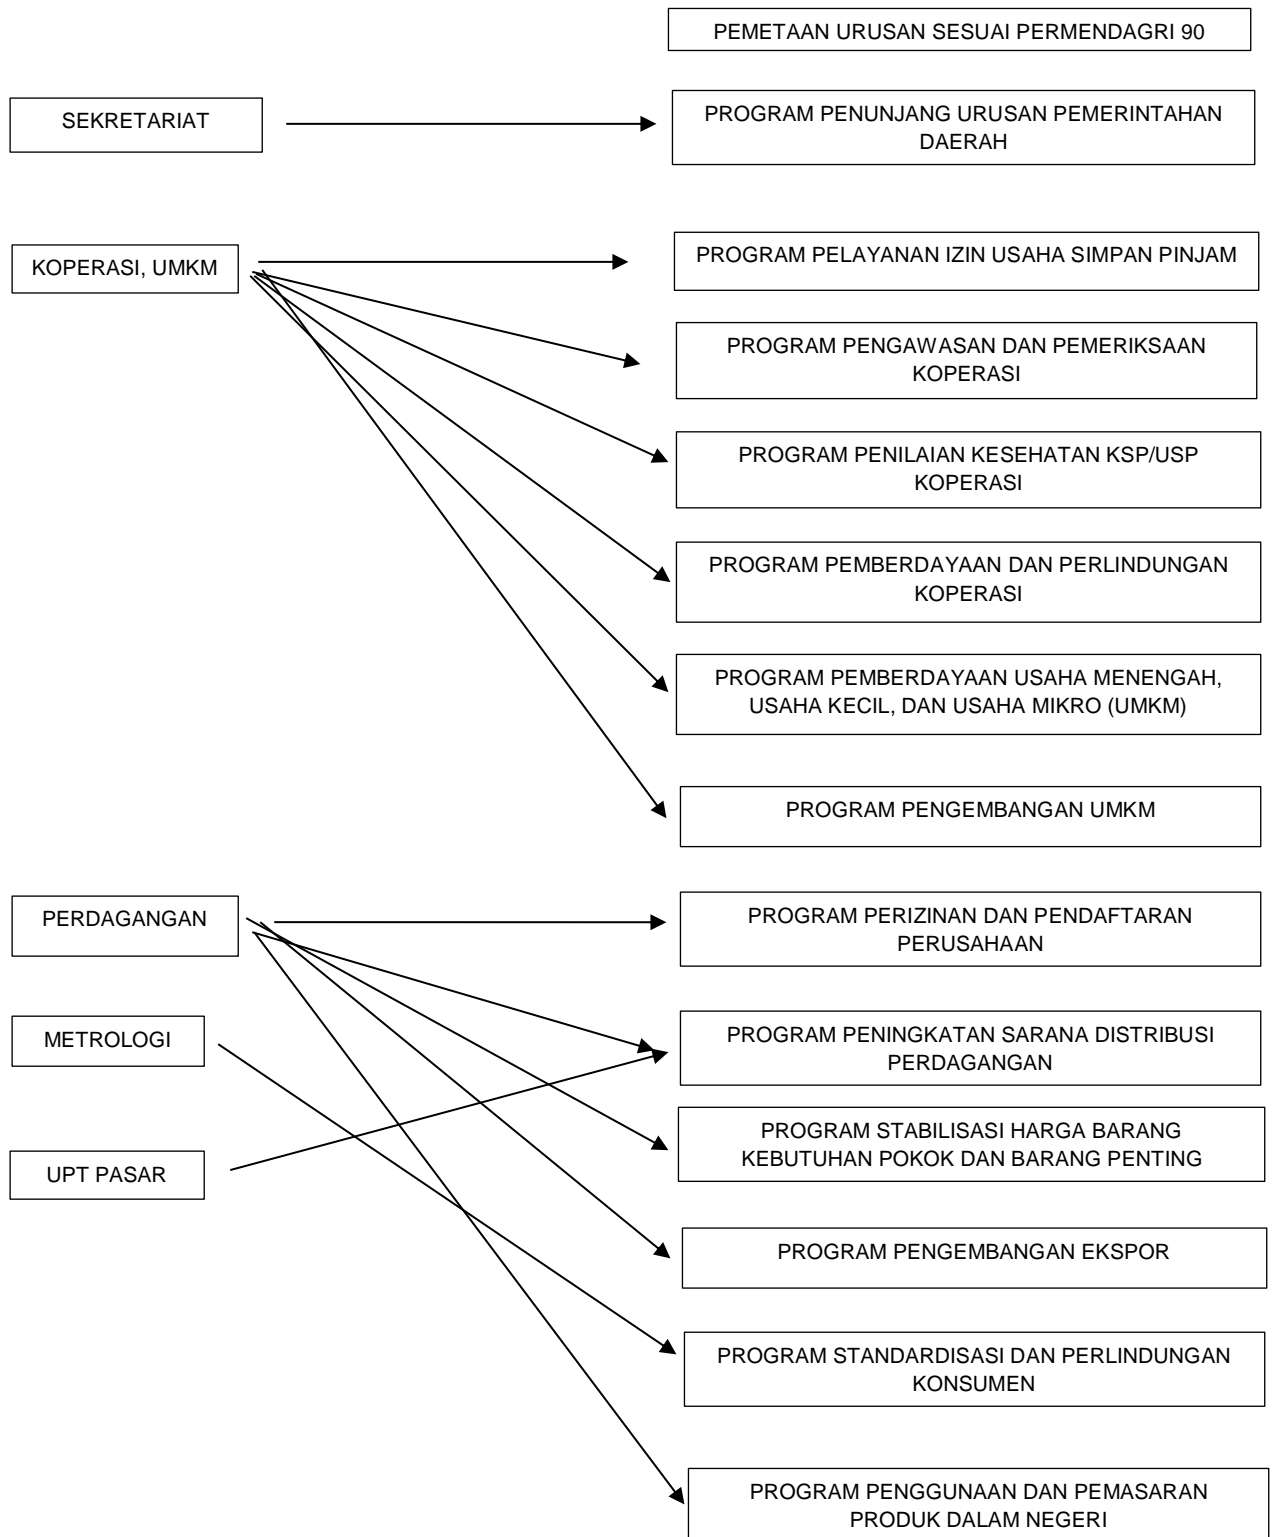 PEMETAAN URUSAN SESUAI PERMENDAGRI 90
SEKRETARIAT
PROGRAM PENUNJANG URUSAN PEMERINTAHAN
DAERAH
KOPERASI, UMKM
PROGRAM PELAYANAN IZIN USAHA SIMPAN PINJAM
PROGRAM PENGAWASAN DAN PEMERIKSAAN
KOPERASI
PROGRAM PENILAIAN KESEHATAN KSP/USP
KOPERASI
PROGRAM PEMBERDAYAAN DAN PERLINDUNGAN
KOPERASI
PROGRAM PEMBERDAYAAN USAHA MENENGAH,
USAHA KECIL, DAN USAHA MIKRO (UMKM)
PROGRAM PENGEMBANGAN UMKM
PERDAGANGAN
PROGRAM PERIZINAN DAN PENDAFTARAN
PERUSAHAAN
METROLOGI
PROGRAM PENINGKATAN SARANA DISTRIBUSI
PERDAGANGAN
UPT PASAR
PROGRAM STABILISASI HARGA BARANG
KEBUTUHAN POKOK DAN BARANG PENTING
PROGRAM PENGEMBANGAN EKSPOR
PROGRAM STANDARDISASI DAN PERLINDUNGAN
KONSUMEN
PROGRAM PENGGUNAAN DAN PEMASARAN
PRODUK DALAM NEGERI